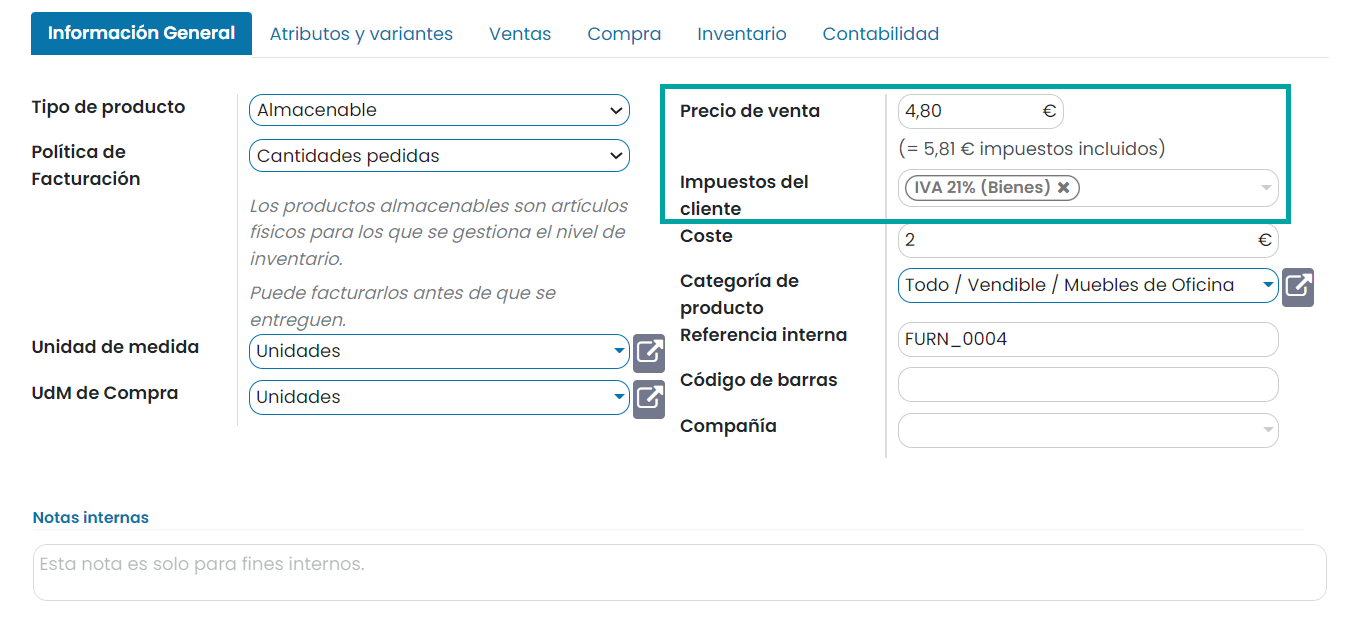 Información General
Atributos y variantes
Ventas
Compra
Inventario
Contabilidad
Tipo de producto
Almacenable
Política de
Facturación
Cantidades pedidas
Los productos almacenables son artículos
físicos para los que se gestiona el nivel de
inventario.
Puede facturarlos antes de que se
entreguen.
Unidad de medida
Unidades
UdM de Compra
Unidades
Precio de venta
4,80 €
(= 5,81 € impuestos incluidos)
Impuestos del
cliente
IVA 21% (Bienes) ✖
Coste
2 €
Categoría de
producto
Todo / Vendible / Muebles de Oficina
Referencia interna
FURN_0004
Código de barras
Compañía
Notas internas
Esta nota es solo para fines internos.